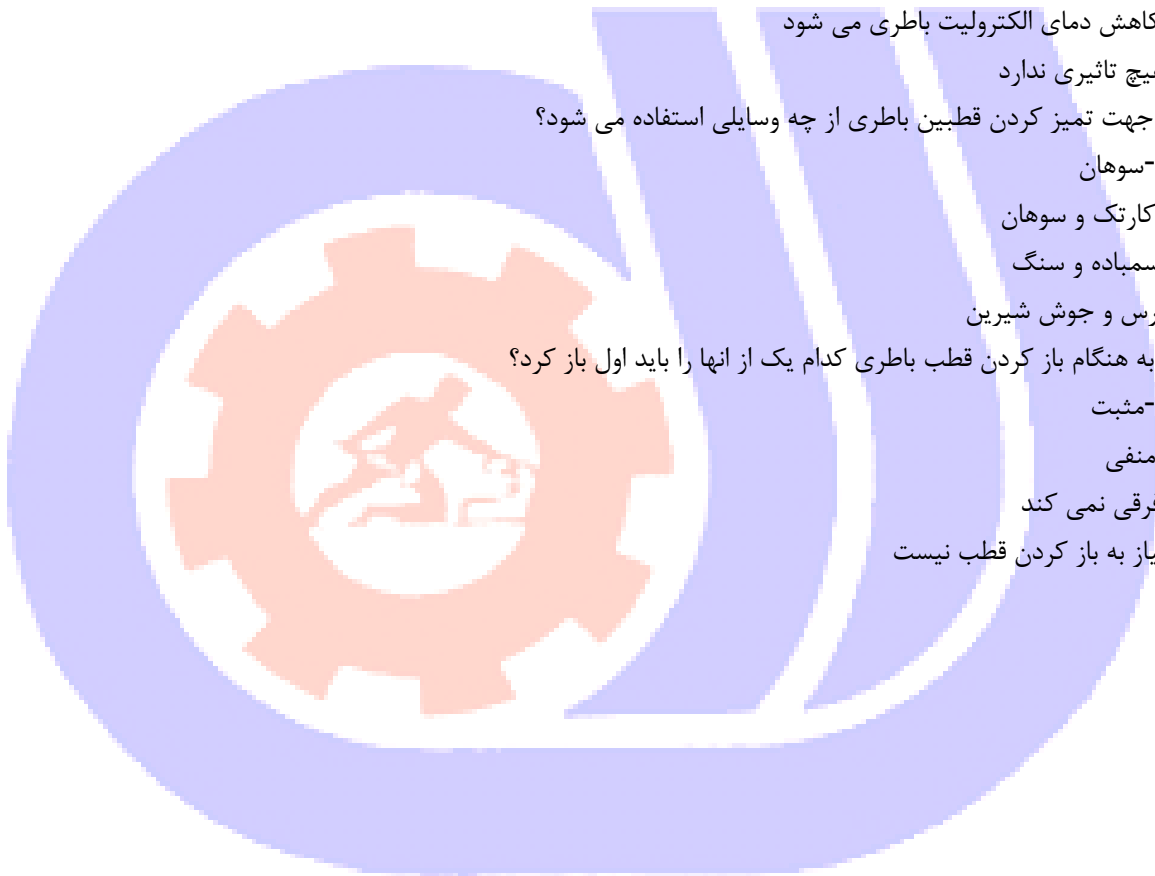 کاهش دمای الکترولیت باطری می شود
هیچ تاثیری ندارد
جهت تمیز کردن قطبین باطری از چه وسایلی استفاده می شود؟
-سوهان
کارتک و سوهان
سمباده و سنگ
رس و جوش شیرین
به هنگام باز کردن قطب باطری کدام یک از انها را باید اول باز کرد؟
-مثبت
منفی
فرقی نمی کند
یاز به باز کردن قطب نیست